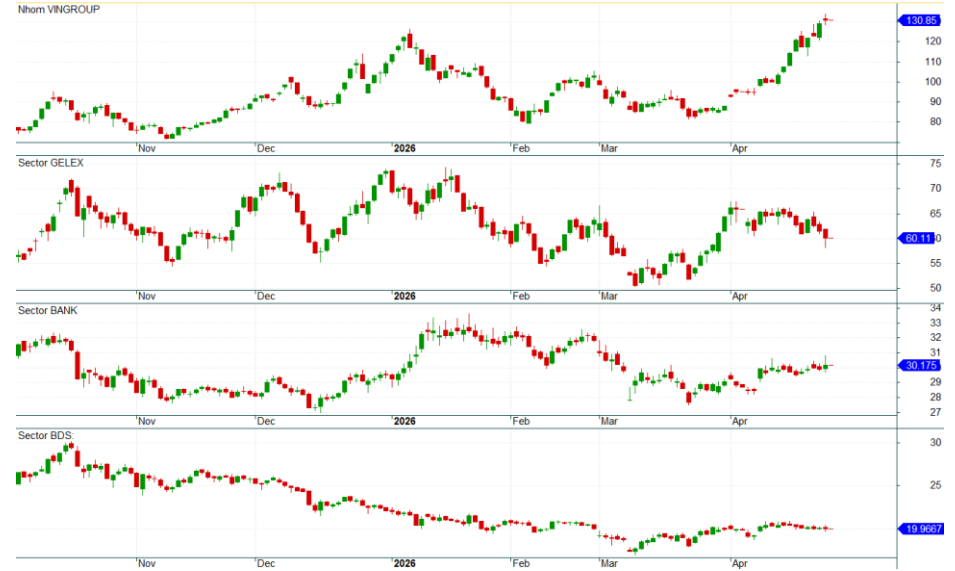 Nhom VINGROUP
130.85
120
110
100
90
80
Nov Dec 2026 Feb Mar Apr
Sector GELEX
75
70
65
60.11
55
50
Nov Dec 2026 Feb Mar Apr
Sector BANK
34
33
32
31
30.175
29
28
27
Nov Dec 2026 Feb Mar Apr
Sector BDS:
30
25
19.9667
Nov Dec 2026 Feb Mar Apr